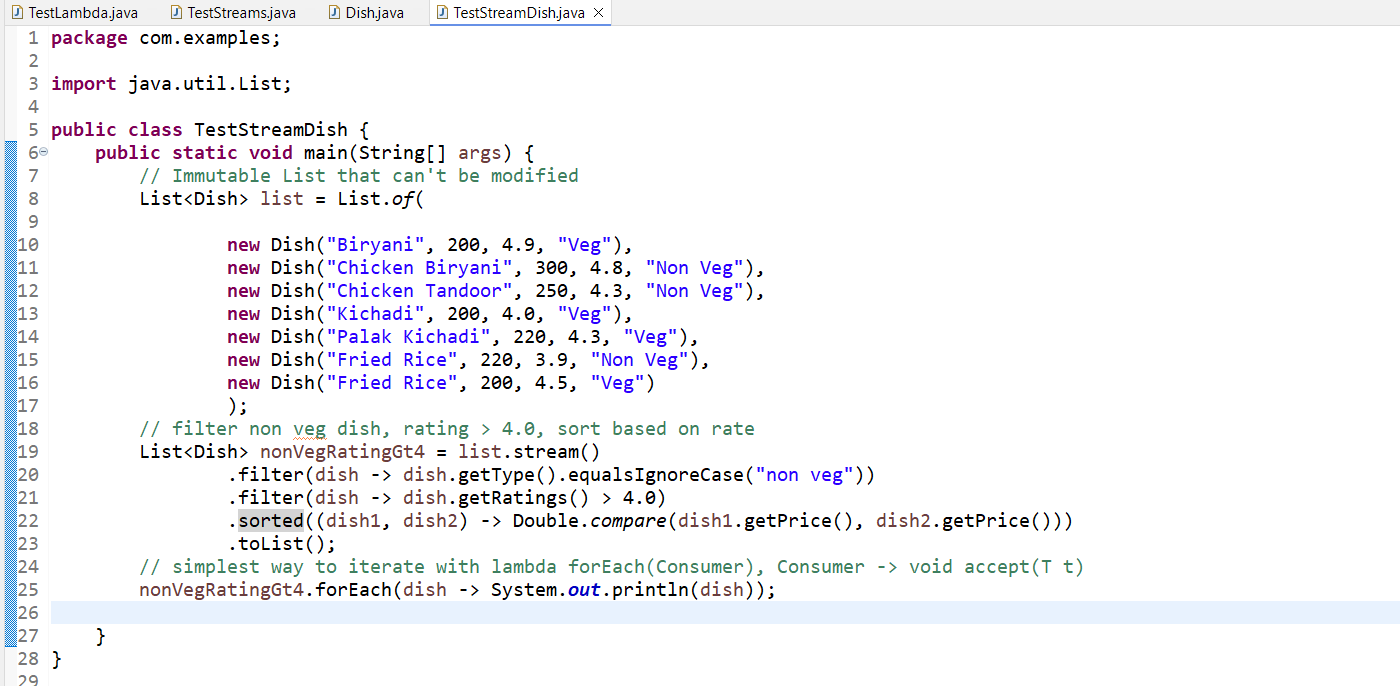 TestLambda.java TestStreams.java Dish.java TestStreamDish.java
1 package com.examples;
2
3 import java.util.List;
4
5 public class TestStreamDish {
6 public static void main(String[] args) {
7 // Immutable List that can't be modified
8 List<Dish> list = List.of(
9
10 new Dish("Biryani", 200, 4.9, "Veg"),
11 new Dish("Chicken Biryani", 300, 4.8, "Non Veg"),
12 new Dish("Chicken Tandoor", 250, 4.3, "Non Veg"),
13 new Dish("Kichadi", 200, 4.0, "Veg"),
14 new Dish("Palak Kichadi", 220, 4.3, "Veg"),
15 new Dish("Fried Rice", 220, 3.9, "Non Veg"),
16 new Dish("Fried Rice", 200, 4.5, "Veg")
17 );
18 // filter non veg dish, rating > 4.0, sort based on rate
19 List<Dish> nonVegRatingGt4 = list.stream()
20 .filter(dish -> dish.getType().equalsIgnoreCase("non veg"))
21 .filter(dish -> dish.getRatings() > 4.0)
22 .sorted((dish1, dish2) -> Double.compare(dish1.getPrice(), dish2.getPrice()))
23 .toList();
24 // simplest way to iterate with lambda forEach(Consumer), Consumer -> void accept(T t)
25 nonVegRatingGt4.forEach(dish -> System.out.println(dish));
26
27 }
28 }
29